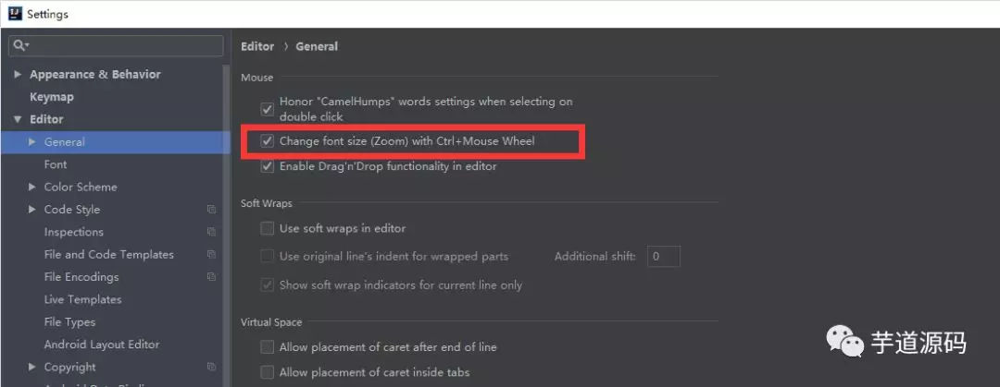 Settings
Appearance & Behavior
Keymap
Editor
General
Font
Color Scheme
Code Style
Inspections
File and Code Templates
File Encodings
Live Templates
File Types
Android Layout Editor
Copyright
Editor › General
Mouse
Honor "CamelHumps" words settings when selecting on
double click
Change font size (Zoom) with Ctrl+Mouse Wheel
Enable Drag'n'Drop functionality in editor
Soft Wraps
Use soft wraps in editor
Use original line's indent for wrapped parts Additional shift: 0
Show soft wrap indicators for current line only
Virtual Space
Allow placement of caret after end of line
Allow placement of caret inside tabs
芋道源码